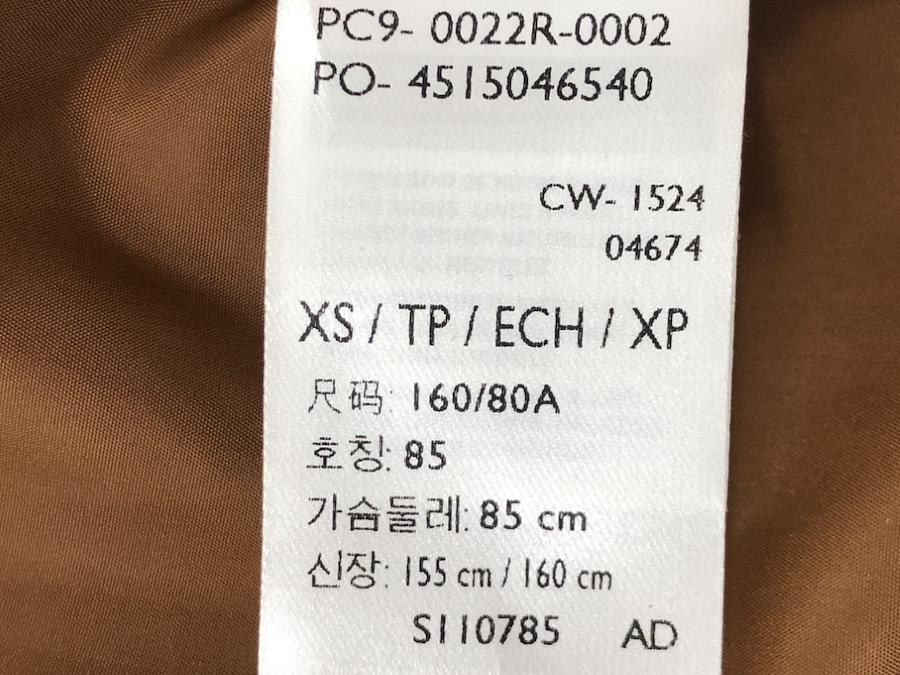 PC9- 0022R-0002
PO- 4515046540
CW- 1524
04674
XS / TP / ECH / XP
尺码: 160/80A
호칭: 85
가슴둘레: 85 cm
신장: 155 cm / 160 cm
S110785 AD